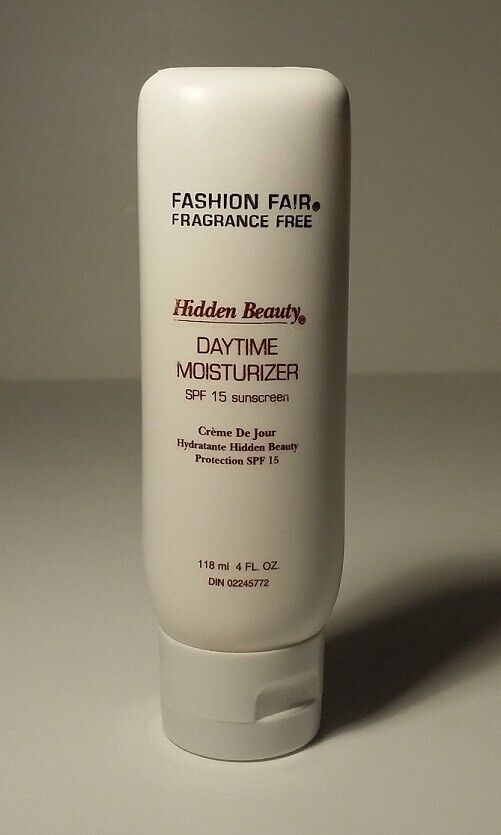 FASHION FAIR®
FRAGRANCE FREE
Hidden Beauty®
DAYTIME
MOISTURIZER
SPF 15 sunscreen
Crème De Jour
Hydratante Hidden Beauty
Protection SPF 15
118 ml 4 FL. OZ.
DIN 02245772